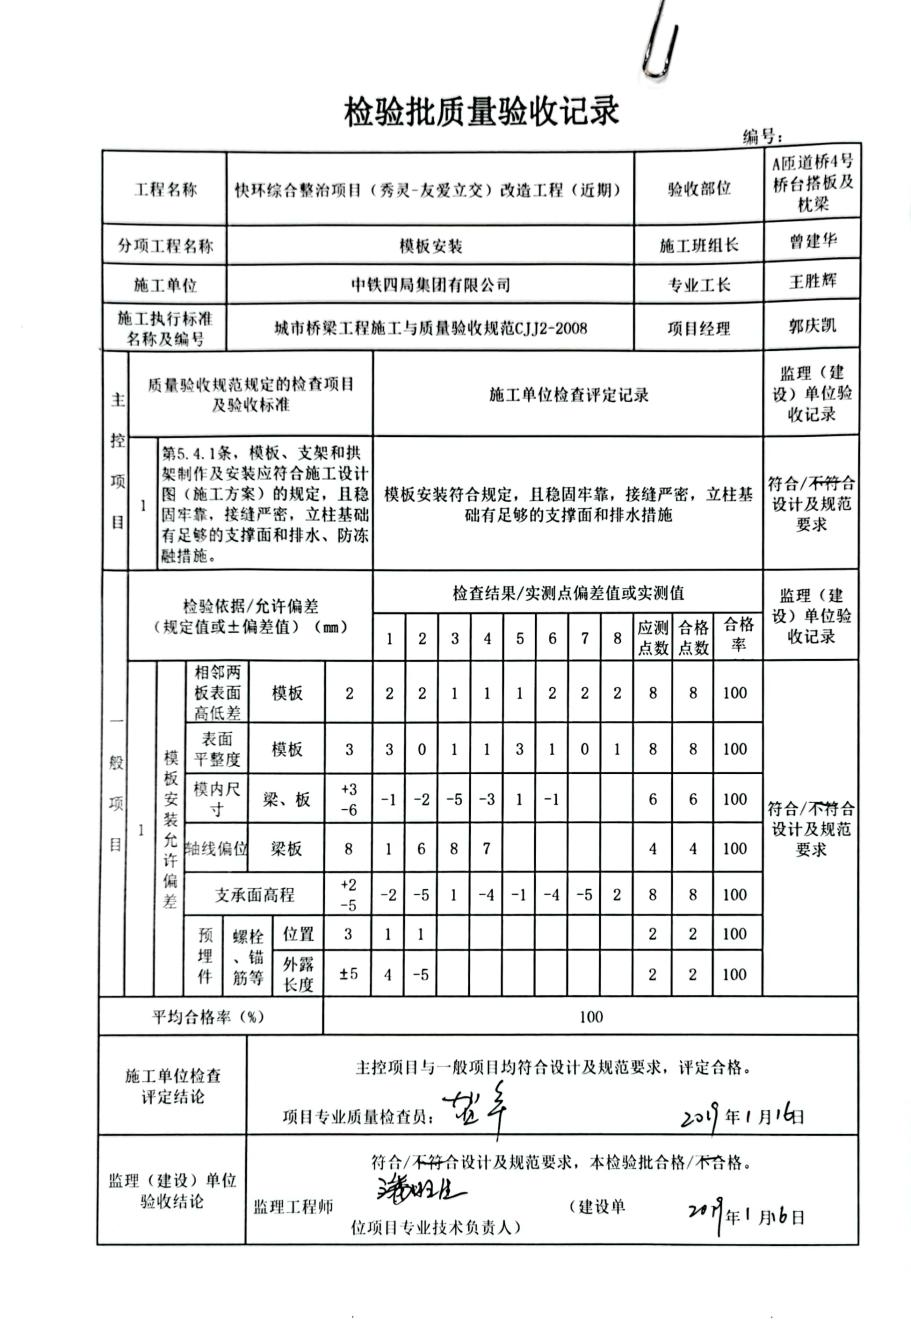 检验批质量验收记录
编号:
工程名称 快环综合整治项目（秀灵-友爱立交）改造工程（近期） 验收部位 A匝道桥4号桥台搭板及枕梁
分项工程名称 模板安装 施工班组长 曾建华
施工单位 中铁四局集团有限公司 专业工长 王胜辉
施工执行标准名称及编号 城市桥梁工程施工与质量验收规范CJJ2-2008 项目经理 郭庆凯
主控项目 质量验收规范规定的检查项目及验收标准 施工单位检查评定记录 监理（建设）单位验收记录
1 第5.4.1条，模板、支架和拱架制作及安装应符合施工设计图（施工方案）的规定，且稳固牢靠，接缝严密，立柱基础有足够的支撑面和排水、防冻融措施。 模板安装符合规定，且稳固牢靠，接缝严密，立柱基础有足够的支撑面和排水措施 符合/不符合设计及规范要求
一般项目 检验依据/允许偏差（规定值或±偏差值）（mm） 检查结果/实测点偏差值或实测值 监理（建设）单位验收记录
1 2 3 4 5 6 7 8 应测点数 合格点数 合格率
1 模板安装允许偏差 相邻两板表面高低差 模板 2 2 2 1 1 1 2 2 2 8 8 100 符合/不符合设计及规范要求
表面平整度 模板 3 3 0 1 1 3 1 0 1 8 8 100
模内尺寸 梁、板 +3 -6 -1 -2 -5 -3 1 -1 6 6 100
轴线偏位 梁板 8 1 6 8 7 4 4 100
支承面高程 +2 -5 -2 -5 1 -4 -1 -4 -5 2 8 8 100
预埋件 螺栓、锚筋等 位置 3 1 1 2 2 100
外露长度 ±5 4 -5 2 2 100
平均合格率（%） 100
施工单位检查评定结论 主控项目与一般项目均符合设计及规范要求，评定合格。
项目专业质量检查员: 2019年1月16日
监理（建设）单位验收结论 符合/不符合设计及规范要求，本检验批合格/不合格。
监理工程师 （建设单位项目专业技术负责人） 2019年1月16日